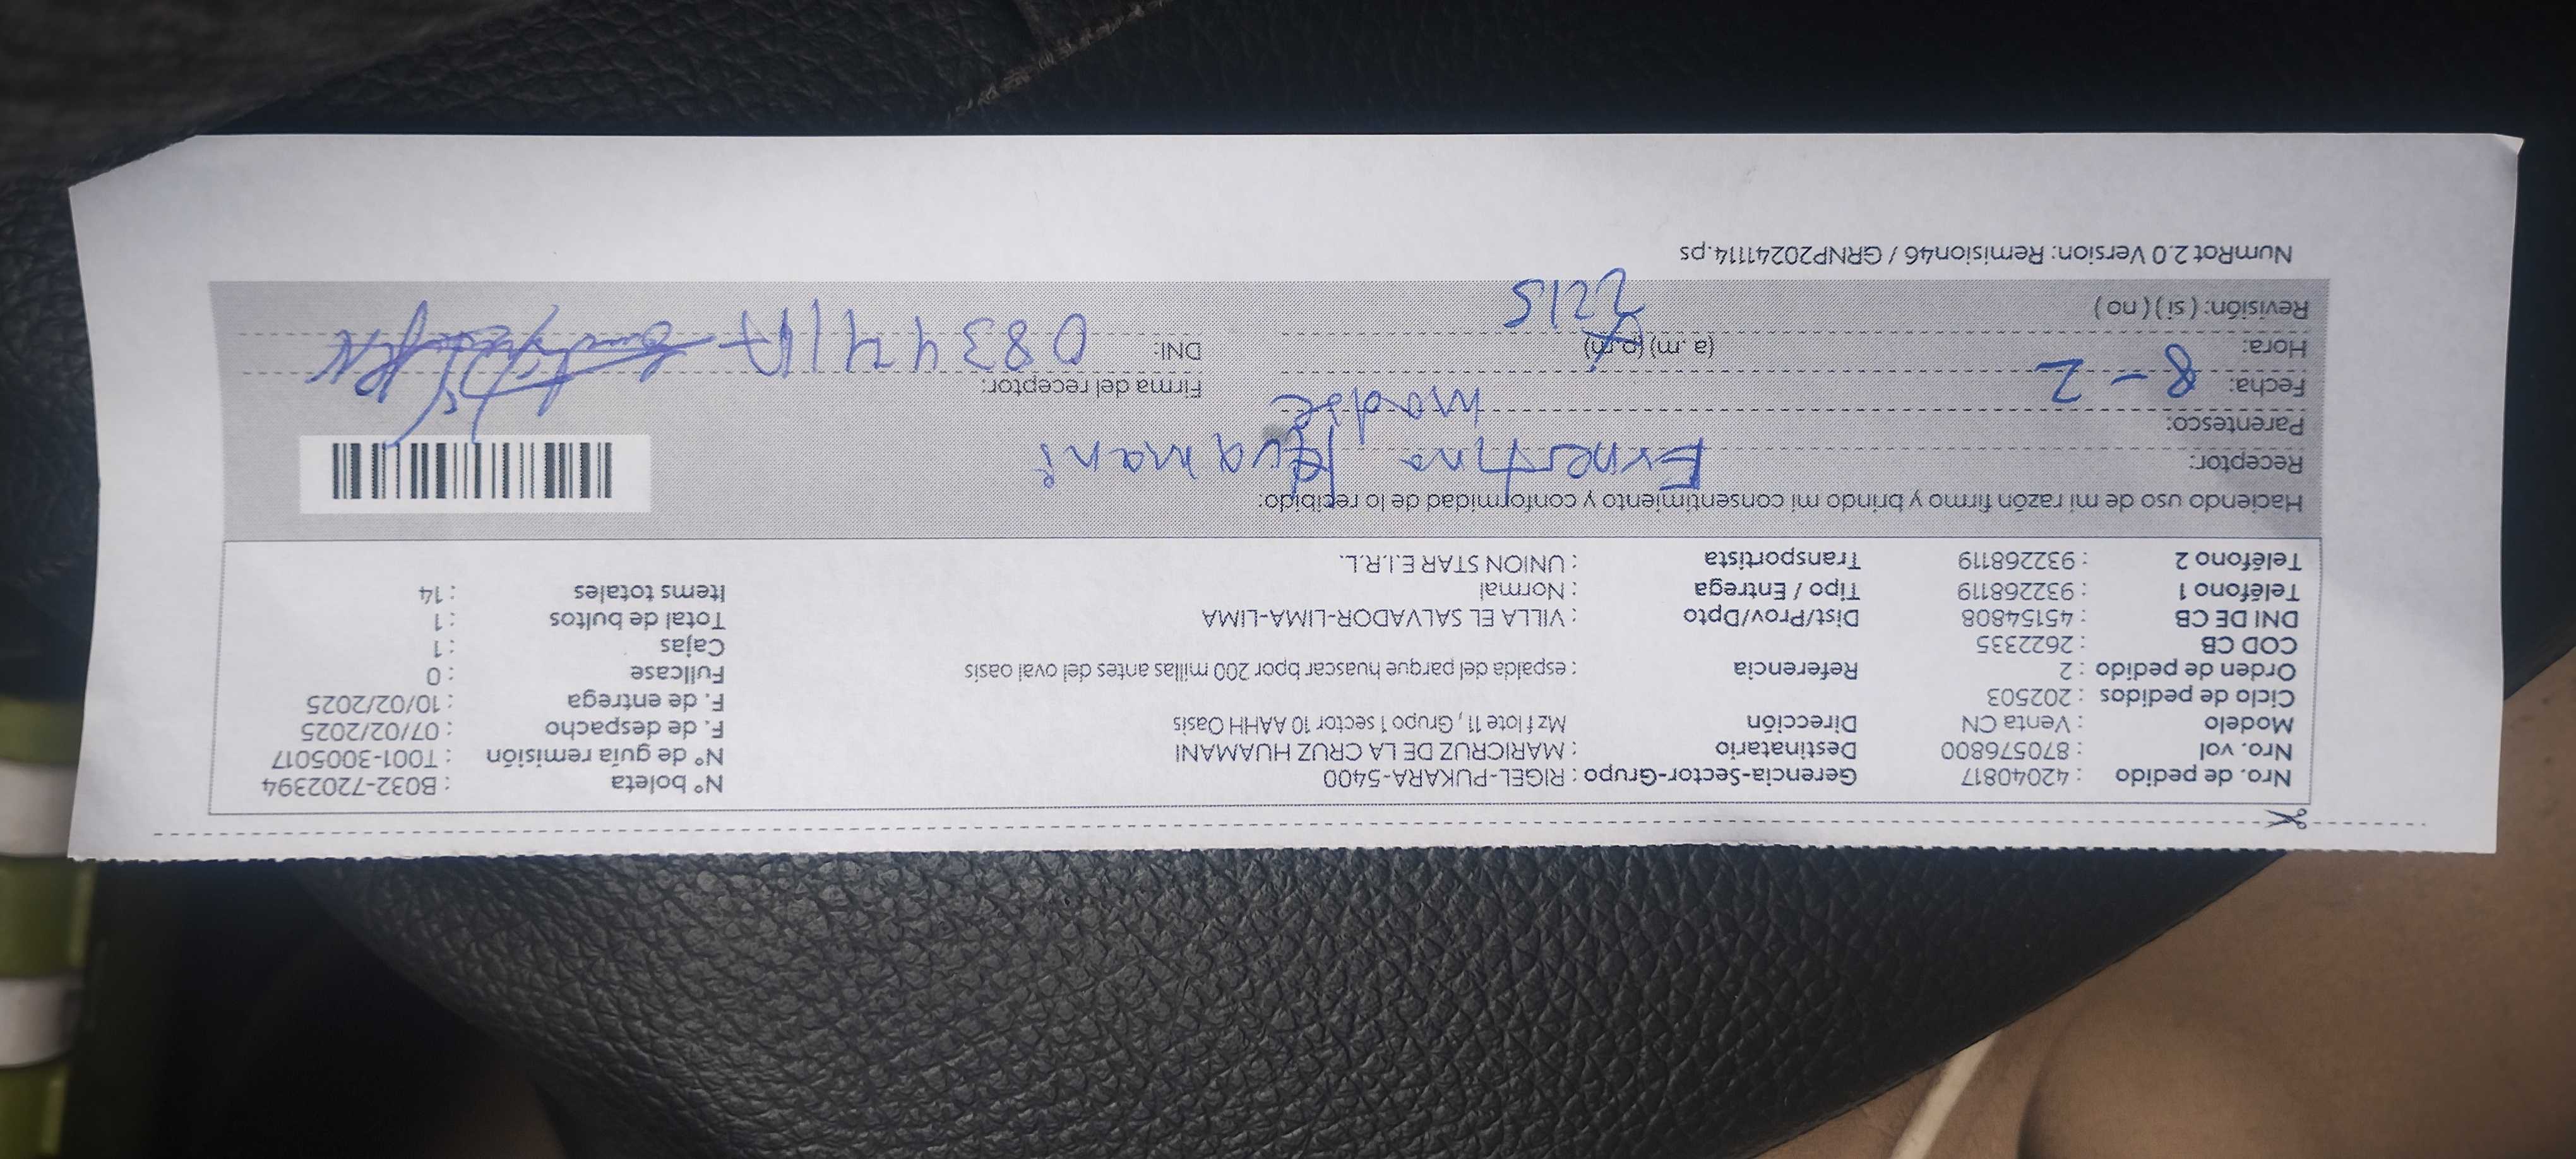 Nro. de pedido : 42040817 Gerencia-Sector-Grupo : RIGEL-PUKARA-5400 N° boleta : B032-7202394
Nro. vol : 870576800 Destinatario : MARICRUZ DE LA CRUZ HUAMANI N° de guía remisión : T001-3005017
Modelo : Venta CN Dirección Mz f lote 11, Grupo 1 sector 10 AAHH Oasis F. de despacho : 07/02/2025
Ciclo de pedidos : 202503 F. de entrega : 10/02/2025
Orden de pedido : 2 Referencia : espalda del parque huascar bpor 200 millas antes del oval oasis Fullcase : 0
COD CB : 2622335 Cajas : 1
DNI DE CB : 45154808 Dist/Prov/Dpto : VILLA EL SALVADOR-LIMA-LIMA Total de bultos : 1
Teléfono 1 : 932268119 Tipo / Entrega : Normal Items totales : 14
Teléfono 2 : 932268119 Transportista : UNION STAR E.I.R.L.
Haciendo uso de mi razón firmo y brindo mi consentimiento y conformidad de lo recibido:
Receptor: Ernestina Huamani
Parentesco: madre
Fecha: 8-2 Firma del receptor:
Hora: (a.m) (p.m) DNI:
2215
Revisión: ( si ) ( no )
NumRot 2.0 Version: Remision46 / GRNP20241114.ps